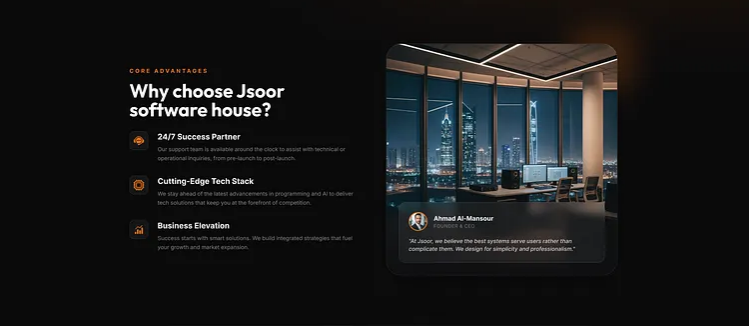 CORE ADVANTAGES
Why choose Jsoor
software house?
24/7 Success Partner
Our support team is available around the clock to assist with technical or
operational inquiries, from pre-launch to post-launch.
Cutting-Edge Tech Stack
We stay ahead of the latest advancements in programming and AI to deliver
tech solutions that keep you at the forefront of competition.
Business Elevation
Success starts with smart solutions. We build integrated strategies that fuel
your growth and market expansion.
Ahmad Al-Mansour
FOUNDER & CEO
"At Jsoor, we believe the best systems serve users rather than
complicate them. We design for simplicity and professionalism."